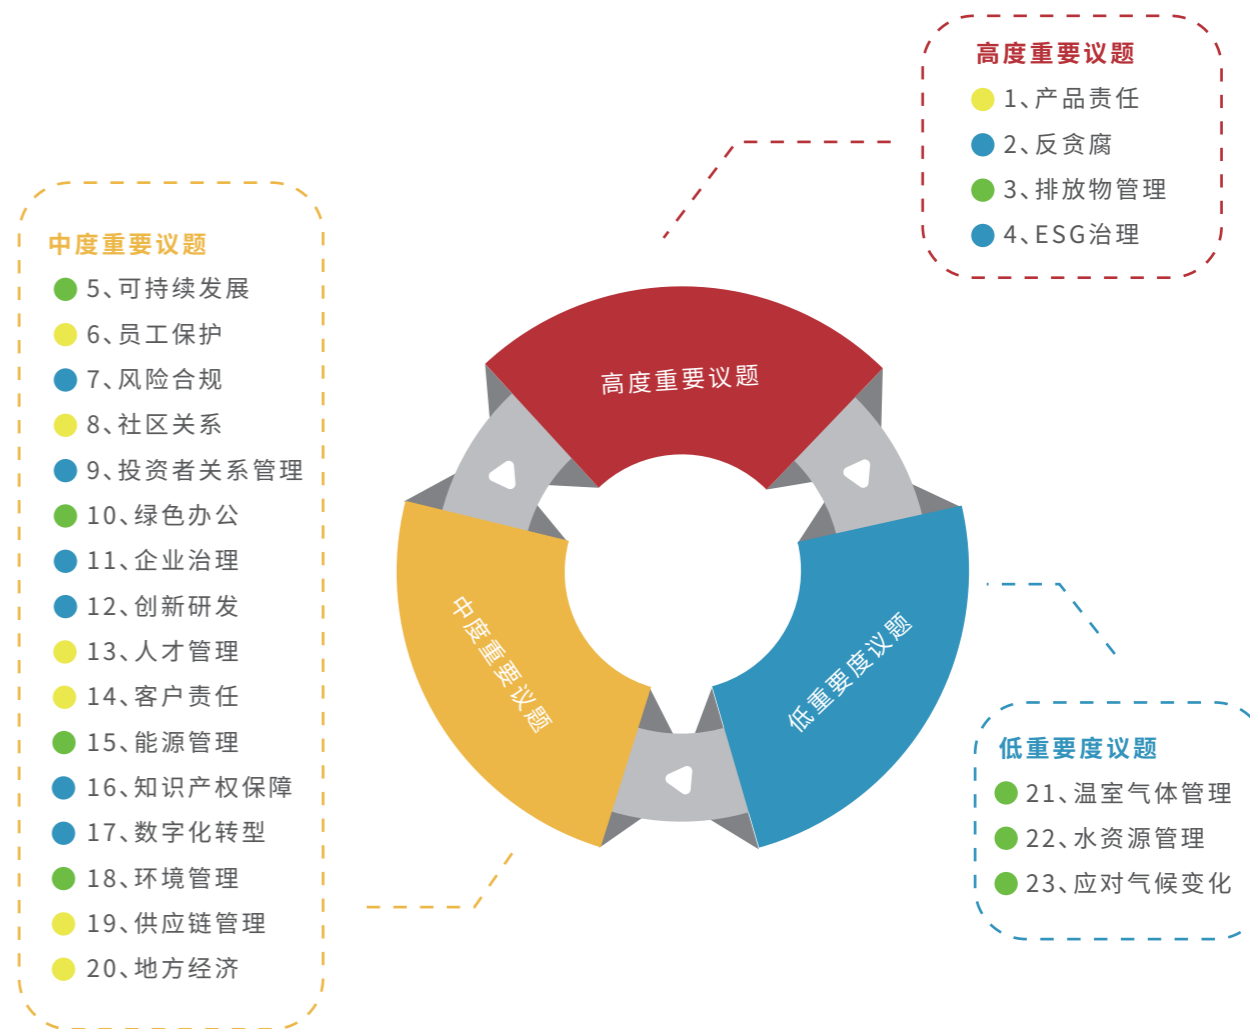 高度重要议题
1、产品责任
2、反贪腐
3、排放物管理
4、ESG治理
中度重要议题
5、可持续发展
6、员工保护
7、风险合规
8、社区关系
9、投资者关系管理
10、绿色办公
11、企业治理
12、创新研发
13、人才管理
14、客户责任
15、能源管理
16、知识产权保障
17、数字化转型
18、环境管理
19、供应链管理
20、地方经济
高度重要议题
中度重要议题
低重要度议题
低重要度议题
21、温室气体管理
22、水资源管理
23、应对气候变化